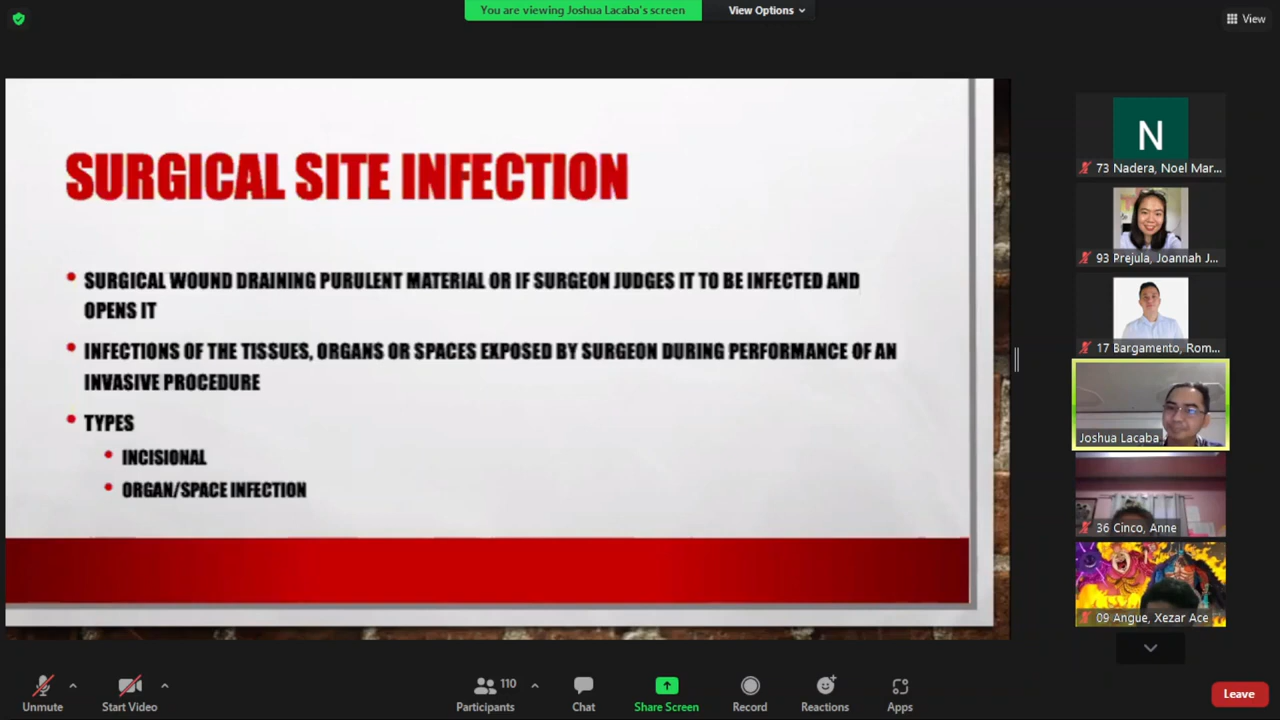 You are viewing Joshua Lacaba's screen
View Options
View
SURGICAL SITE INFECTION
• SURGICAL WOUND DRAINING PURULENT MATERIAL OR IF SURGEON JUDGES IT TO BE INFECTED AND
OPENS IT
• INFECTIONS OF THE TISSUES, ORGANS OR SPACES EXPOSED BY SURGEON DURING PERFORMANCE OF AN
INVASIVE PROCEDURE
• TYPES
• INCISIONAL
• ORGAN/SPACE INFECTION
N
73 Nadera, Noel Mar...
93 Prejula, Joannah J...
17 Bargamento, Rom...
Joshua Lacaba
36 Cinco, Anne
09 Angue, Xezar Ace
Unmute
Start Video
110
Participants
Chat
Share Screen
Record
Reactions
Apps
Leave